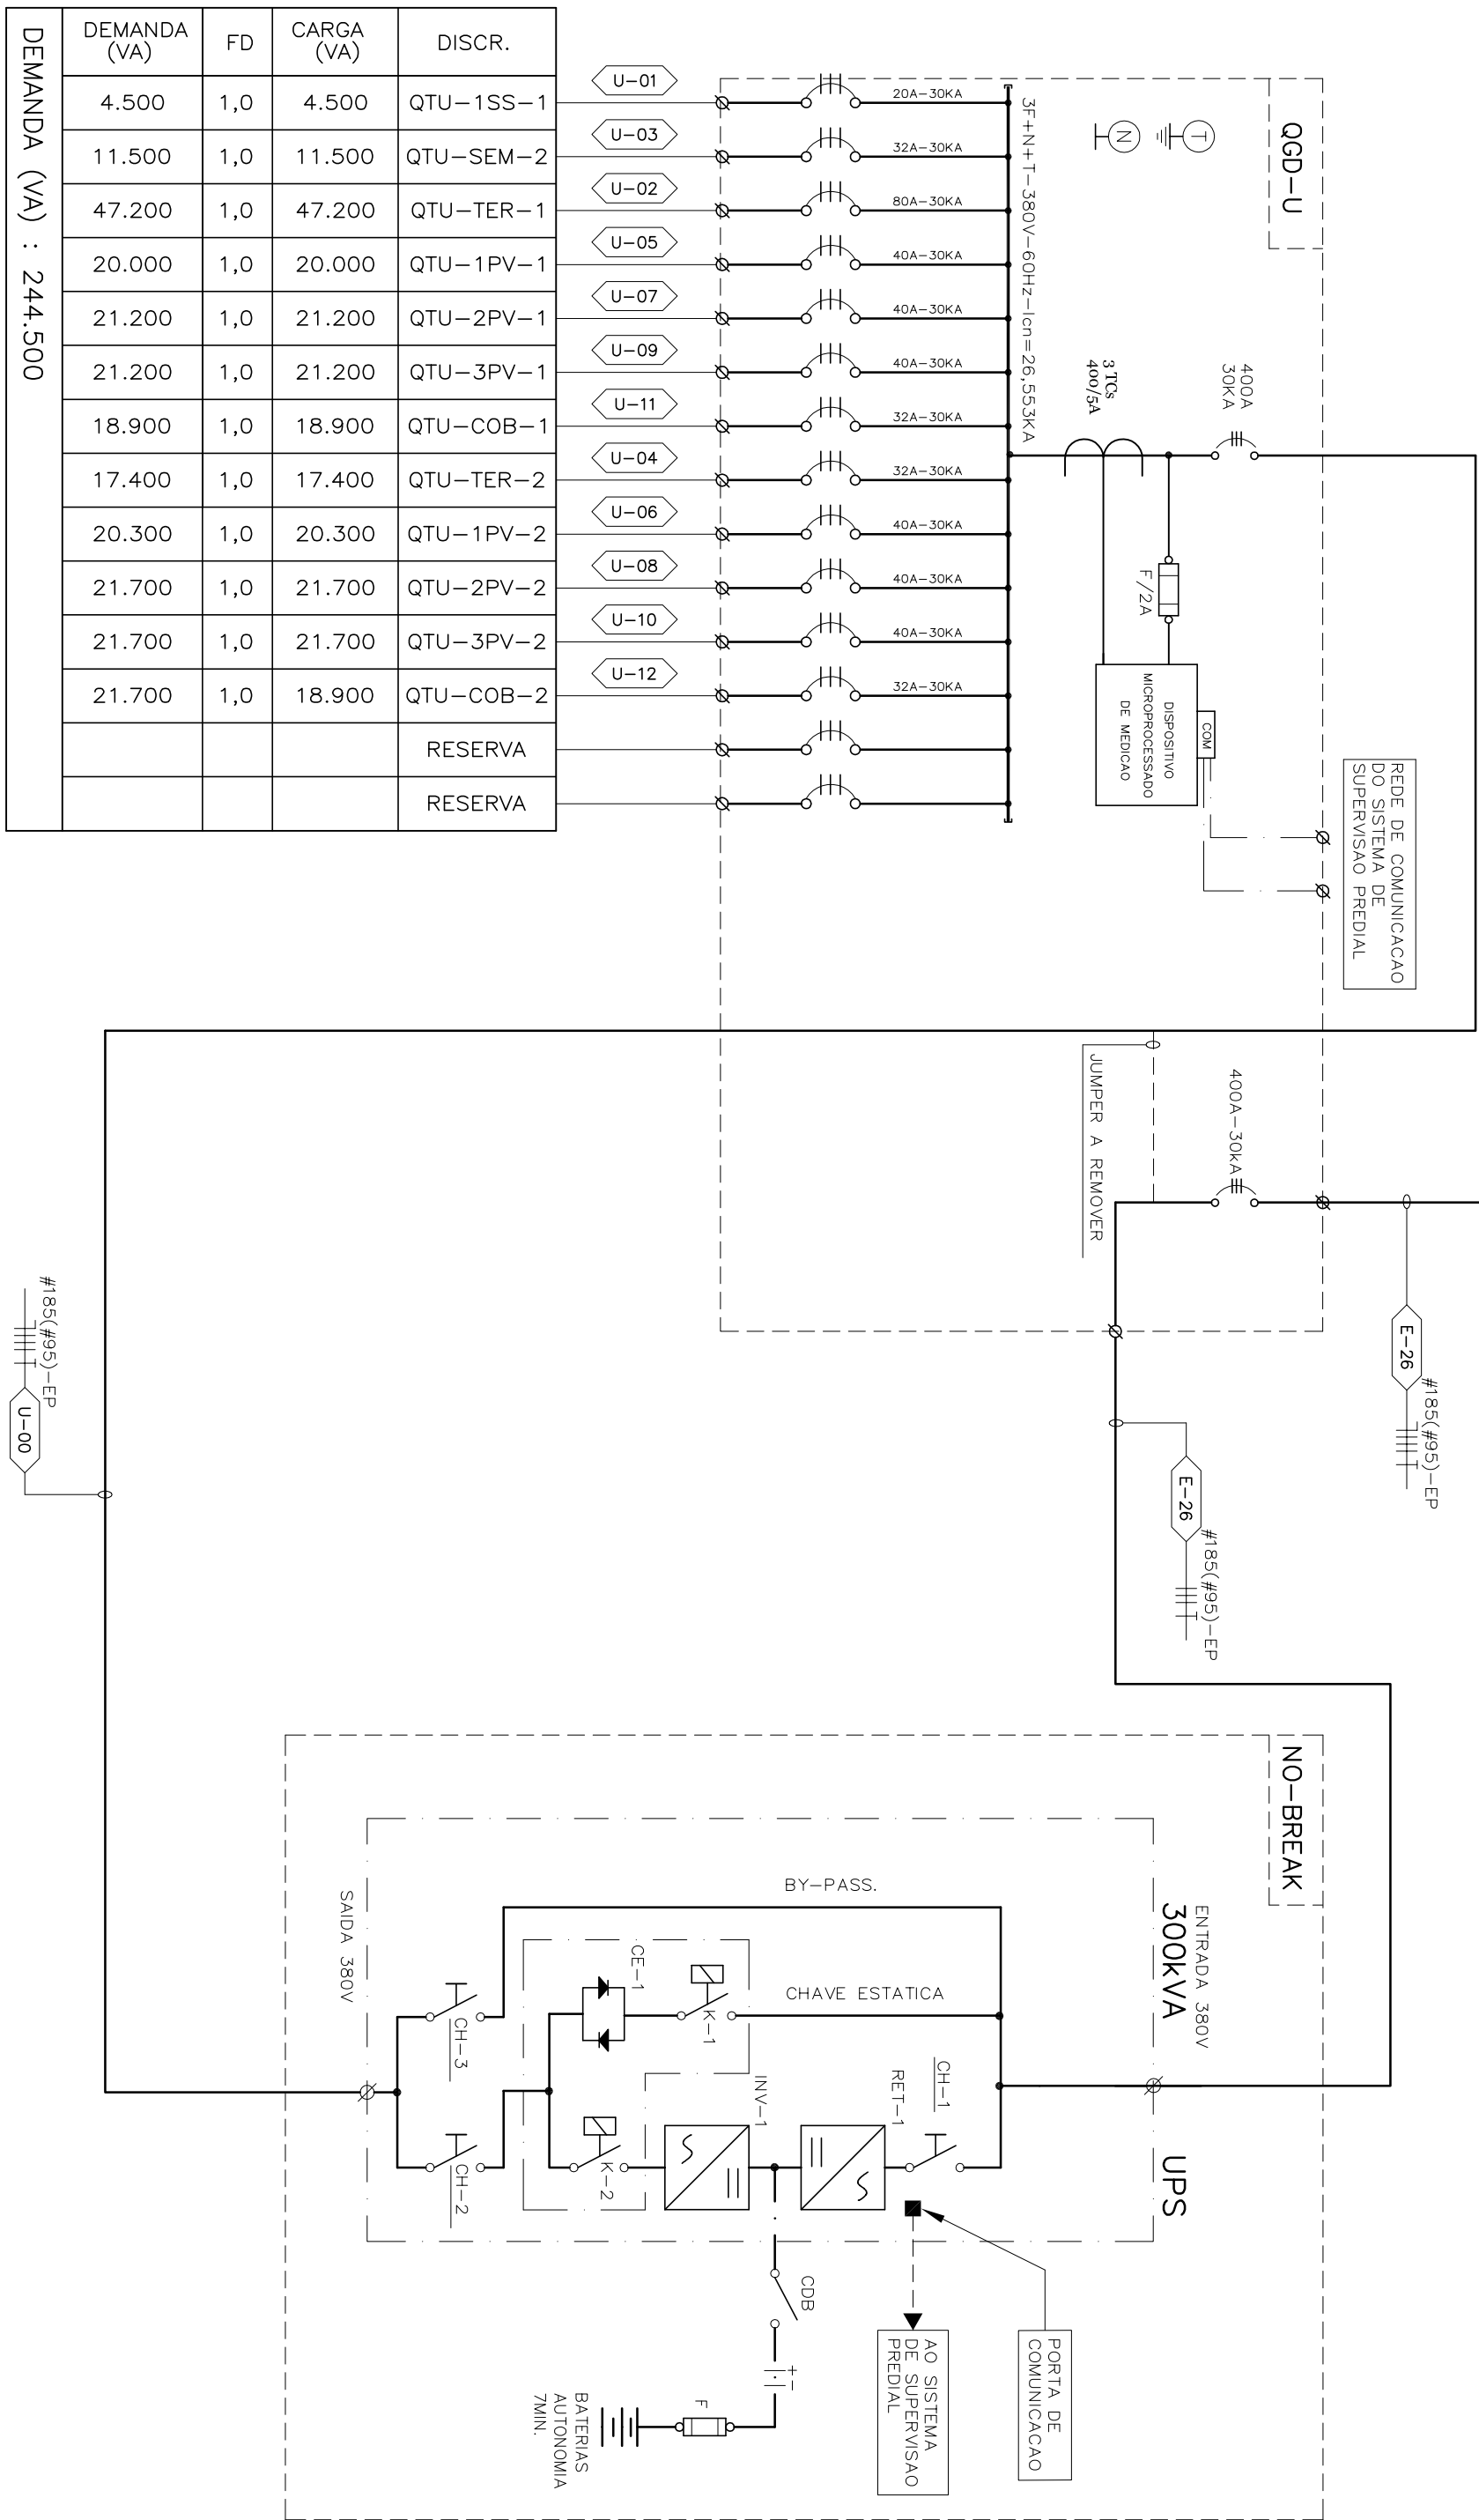 DEMANDA (VA)
FD
CARGA (VA)
DISCR.
4.500 1,0 4.500 QTU-1SS-1
11.500 1,0 11.500 QTU-SEM-2
47.200 1,0 47.200 QTU-TER-1
20.000 1,0 20.000 QTU-1PV-1
21.200 1,0 21.200 QTU-2PV-1
21.200 1,0 21.200 QTU-3PV-1
18.900 1,0 18.900 QTU-COB-1
17.400 1,0 17.400 QTU-TER-2
20.300 1,0 20.300 QTU-1PV-2
21.700 1,0 21.700 QTU-2PV-2
21.700 1,0 21.700 QTU-3PV-2
21.700 1,0 18.900 QTU-COB-2
RESERVA
RESERVA
DEMANDA (VA) : 244.500
U-01
U-03
U-02
U-05
U-07
U-09
U-11
U-04
U-06
U-08
U-10
U-12
20A-30KA
32A-30KA
80A-30KA
40A-30KA
40A-30KA
40A-30KA
32A-30KA
32A-30KA
40A-30KA
40A-30KA
40A-30KA
32A-30KA
3F+N+T-380V-60Hz-Icn=26,553KA
N
T
QGD-U
3 TCs
400/5A
400A
30KA
F/2A
DISPOSITIVO
MICROPROCESSADO
DE MEDICAO
COM
REDE DE COMUNICACAO
DO SISTEMA DE
SUPERVISAO PREDIAL
JUMPER A REMOVER
400A-30kA
E-26
#185(#95)-EP
E-26
#185(#95)-EP
#185(#95)-EP
U-00
NO-BREAK
ENTRADA 380V
300kVA
UPS
SAIDA 380V
BY-PASS.
CHAVE ESTATICA
CE-1
K-1
CH-3
CH-1
RET-1
INV-1
K-2
CH-2
CDB
+ -
F
BATERIAS
AUTONOMIA
7MIN.
PORTA DE
COMUNICACAO
AO SISTEMA
DE SUPERVISAO
PREDIAL